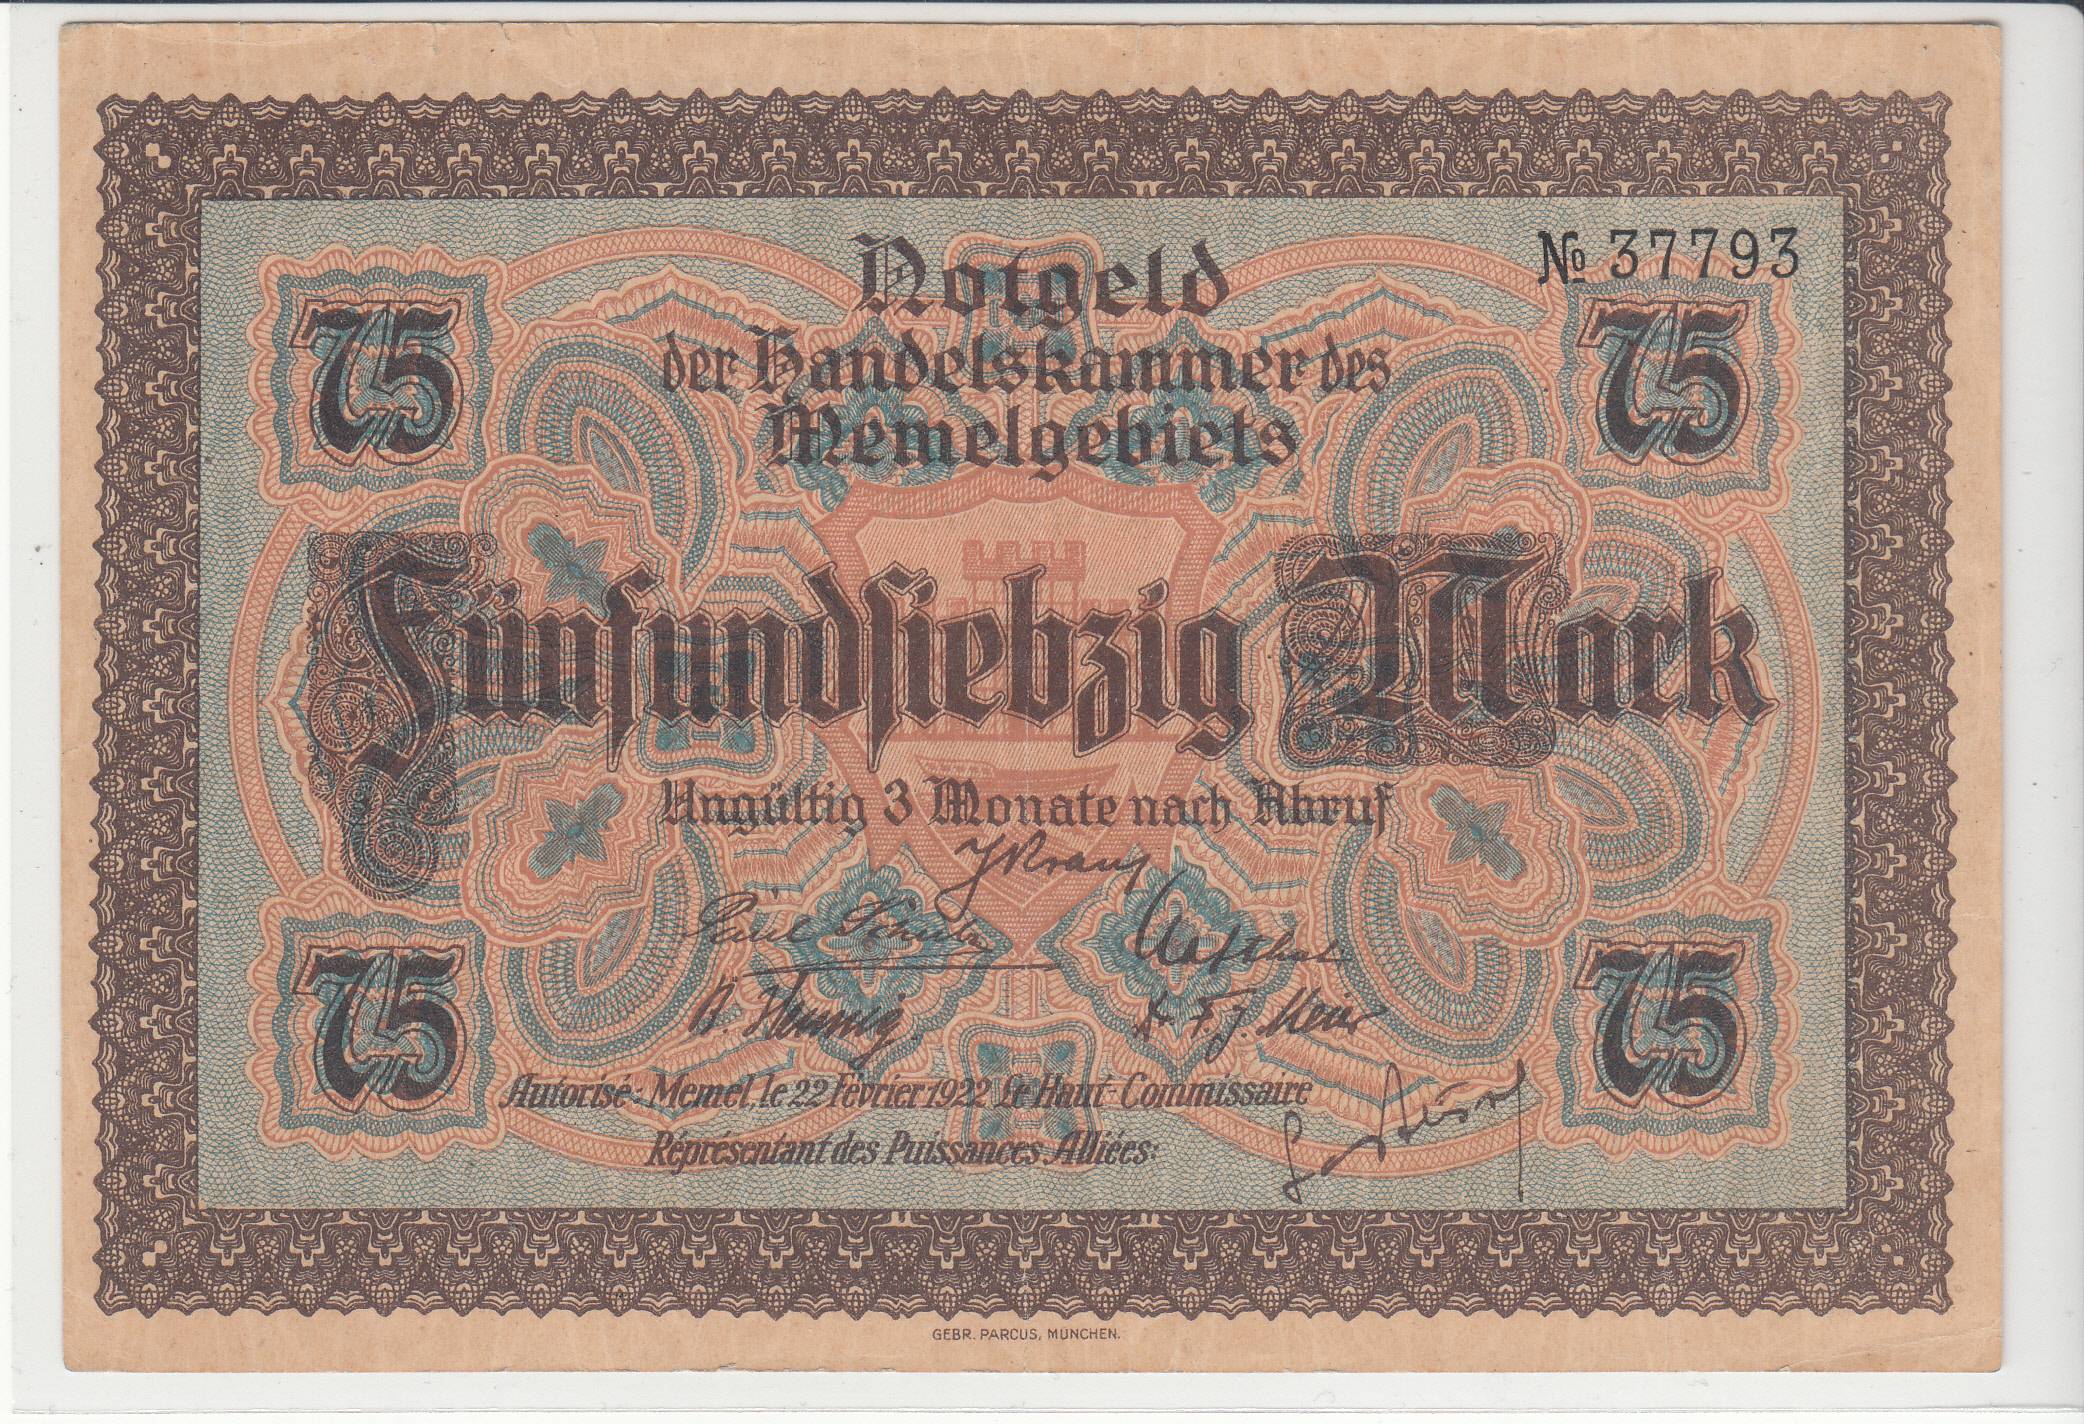 Notgeld
№ 37793
der Handelskammer des
Memelgebiets
75 75
Fünfundsiebzig Mark
Ungültig 3 Monate nach Abruf
75 75
Autorisé: Memel, le 22 Février 1922 Le Haut-Commissaire
Réprésentant des Puissances Alliées:
GEBR. PARCUS, MÜNCHEN.